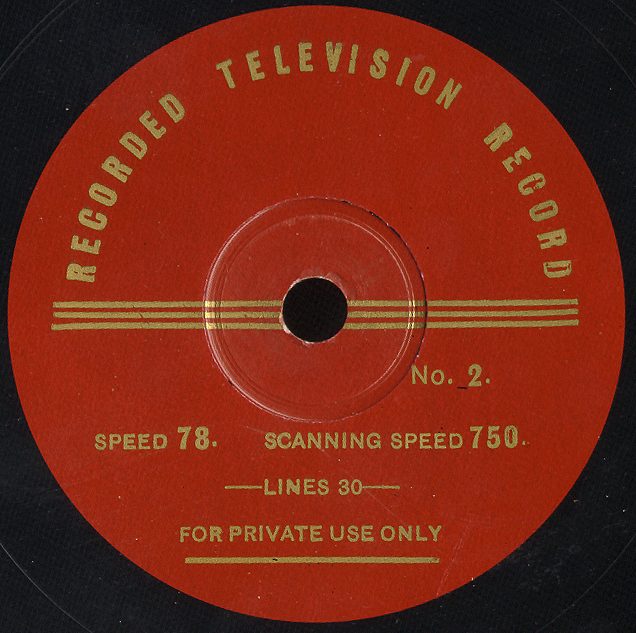 RECORDED TELEVISION RECORD
No. 2.
SPEED 78. SCANNING SPEED 750.
—LINES 30—
FOR PRIVATE USE ONLY